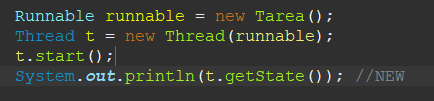 Runnable runnable = new Tarea();
Thread t = new Thread(runnable);
t.start();
System.out.println(t.getState()); //NEW